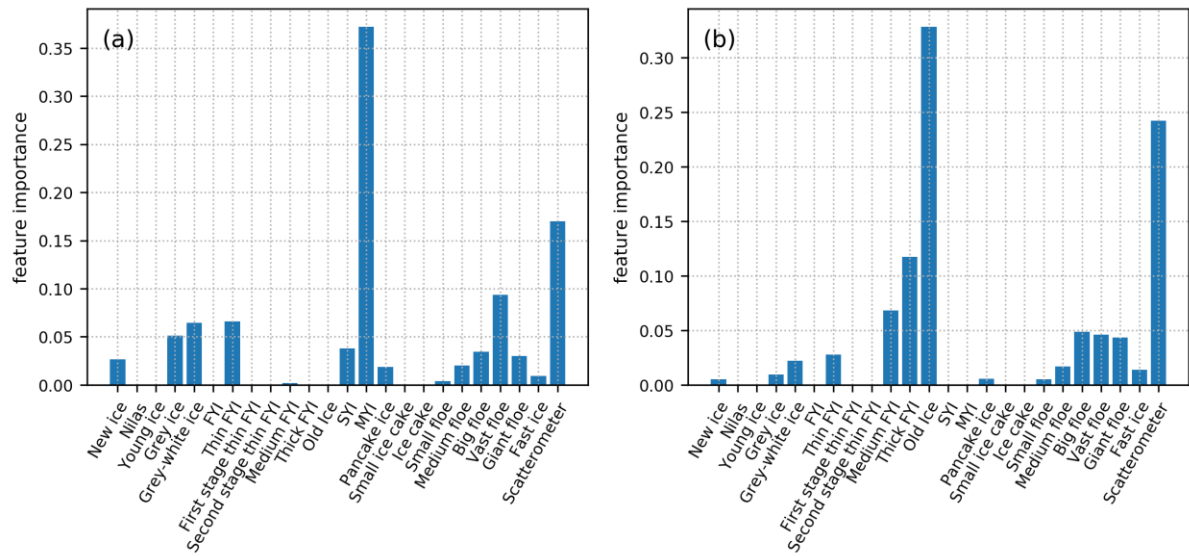 (a)
feature importance
0.35
0.30
0.25
0.20
0.15
0.10
0.05
0.00
New ice
Nilas
Young ice
Grey ice
Grey-white ice
FYI
Thin FYI
First stage thin FYI
Second stage thin FYI
Medium FYI
Thick FYI
Old Ice
SYI
MYI
Pancake Ice
Small ice cake
Ice cake
Small floe
Medium floe
Big floe
Vast floe
Giant floe
Fast ice
Scatterometer
(b)
feature importance
0.30
0.25
0.20
0.15
0.10
0.05
0.00
New ice
Nilas
Young ice
Grey ice
Grey-white ice
FYI
Thin FYI
First stage thin FYI
Second stage thin FYI
Medium FYI
Thick FYI
Old Ice
SYI
MYI
Pancake Ice
Small ice cake
Ice cake
Small floe
Medium floe
Big floe
Vast floe
Giant floe
Fast ice
Scatterometer